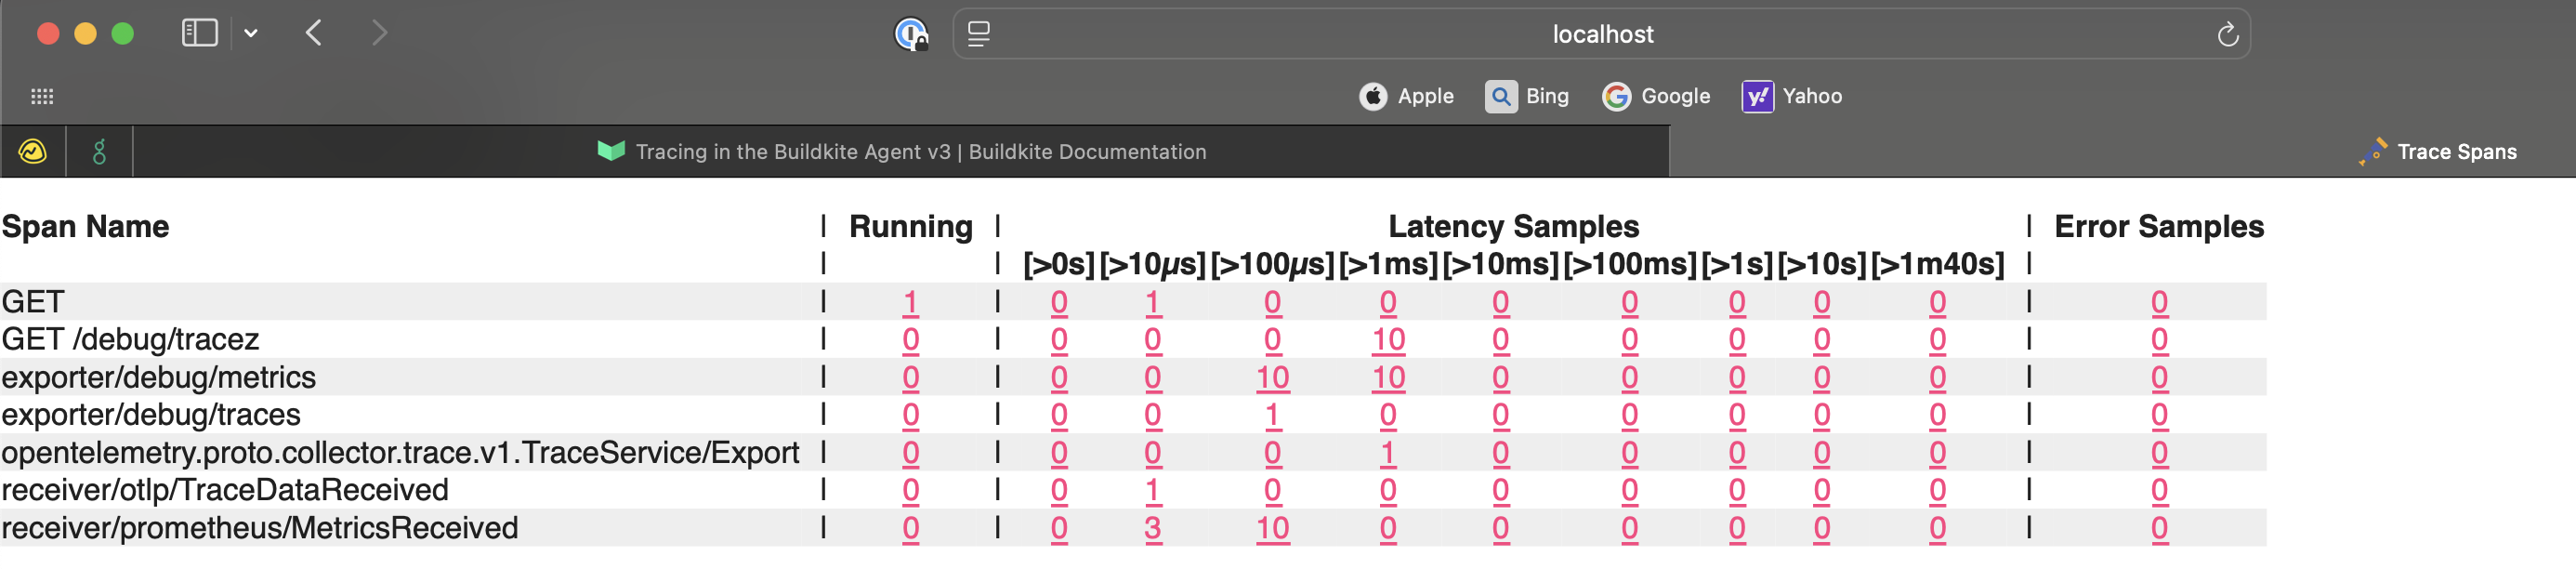 localhost
Apple Bing Google Yahoo
Tracing in the Buildkite Agent v3 | Buildkite Documentation Trace Spans
Span Name | Running | Latency Samples | Error Samples
| | [>0s] [>10µs] [>100µs] [>1ms] [>10ms] [>100ms] [>1s] [>10s] [>1m40s] |
GET | 1 | 0 1 0 0 0 0 0 0 0 | 0
GET /debug/tracez | 0 | 0 0 0 10 0 0 0 0 0 | 0
exporter/debug/metrics | 0 | 0 0 10 10 0 0 0 0 0 | 0
exporter/debug/traces | 0 | 0 0 1 0 0 0 0 0 0 | 0
opentelemetry.proto.collector.trace.v1.TraceService/Export | 0 | 0 0 0 1 0 0 0 0 0 | 0
receiver/otlp/TraceDataReceived | 0 | 0 1 0 0 0 0 0 0 0 | 0
receiver/prometheus/MetricsReceived | 0 | 0 3 10 0 0 0 0 0 0 | 0